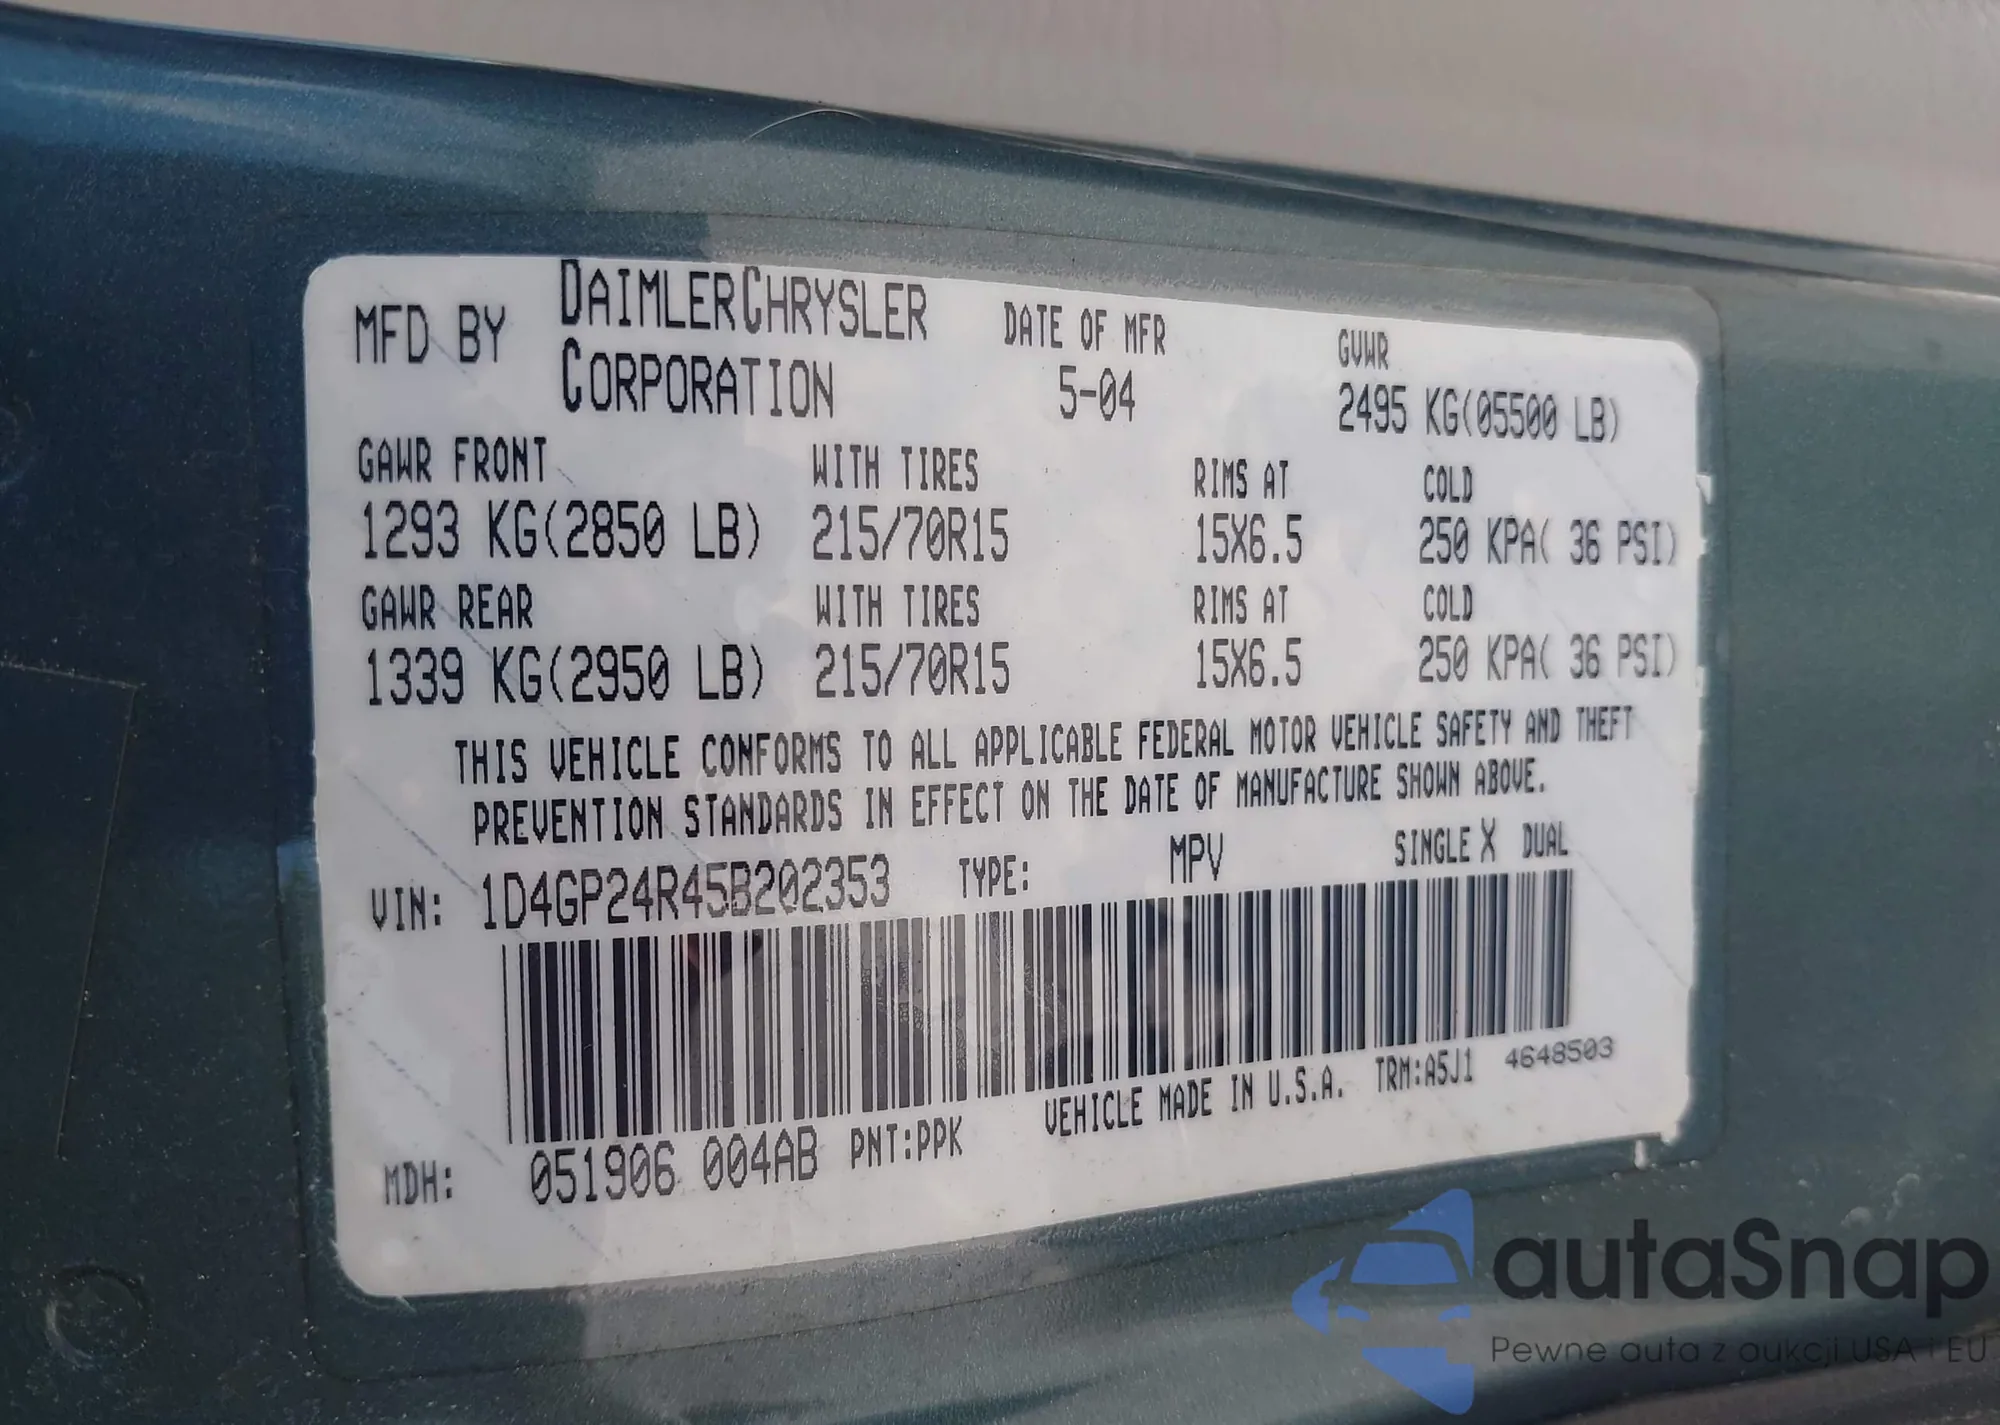 MFD BY DAIMLERCHRYSLER CORPORATION DATE OF MFR 5-04 GVWR 2495 KG(05500 LB)
GAWR FRONT WITH TIRES RIMS AT COLD
1293 KG(2850 LB) 215/70R15 15X6.5 250 KPA( 36 PSI)
GAWR REAR WITH TIRES RIMS AT COLD
1339 KG(2950 LB) 215/70R15 15X6.5 250 KPA( 36 PSI)
THIS VEHICLE CONFORMS TO ALL APPLICABLE FEDERAL MOTOR VEHICLE SAFETY AND THEFT
PREVENTION STANDARDS IN EFFECT ON THE DATE OF MANUFACTURE SHOWN ABOVE.
VIN: 1D4GP24R45B202353 TYPE: MPV SINGLE X DUAL
MDH: 051906 004AB PNT:PPK VEHICLE MADE IN U.S.A. TRM:A5J1 4648503
autaSnap
Pewne auta z aukcji USA i EU